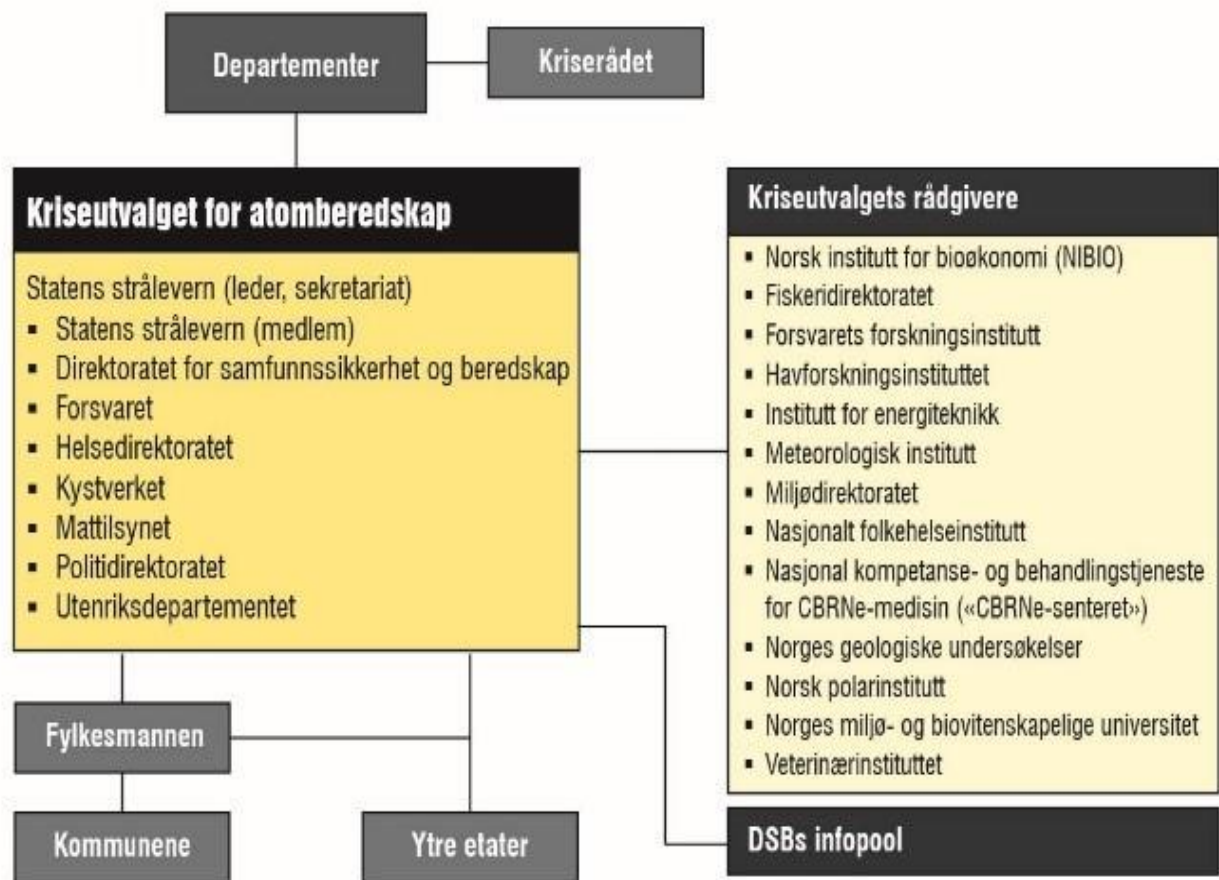 Departementer
Kriserådet
Kriseutvalget for atomberedskap
Statens strålevern (leder, sekretariat)
▪ Statens strålevern (medlem)
▪ Direktoratet for samfunnssikkerhet og beredskap
▪ Forsvaret
▪ Helsedirektoratet
▪ Kystverket
▪ Mattilsynet
▪ Politidirektoratet
▪ Utenriksdepartementet
Kriseutvalgets rådgivere
▪ Norsk institutt for bioøkonomi (NIBIO)
▪ Fiskeridirektoratet
▪ Forsvarets forskningsinstitutt
▪ Havforskningsinstituttet
▪ Institutt for energiteknikk
▪ Meteorologisk institutt
▪ Miljødirektoratet
▪ Nasjonalt folkehelseinstitutt
▪ Nasjonal kompetanse- og behandlingstjeneste
for CBRNe-medisin («CBRNe-senteret»)
▪ Norges geologiske undersøkelser
▪ Norsk polarinstitutt
▪ Norges miljø- og biovitenskapelige universitet
▪ Veterinærinstituttet
Fylkesmannen
Kommunene
Ytre etater
DSBs infopool